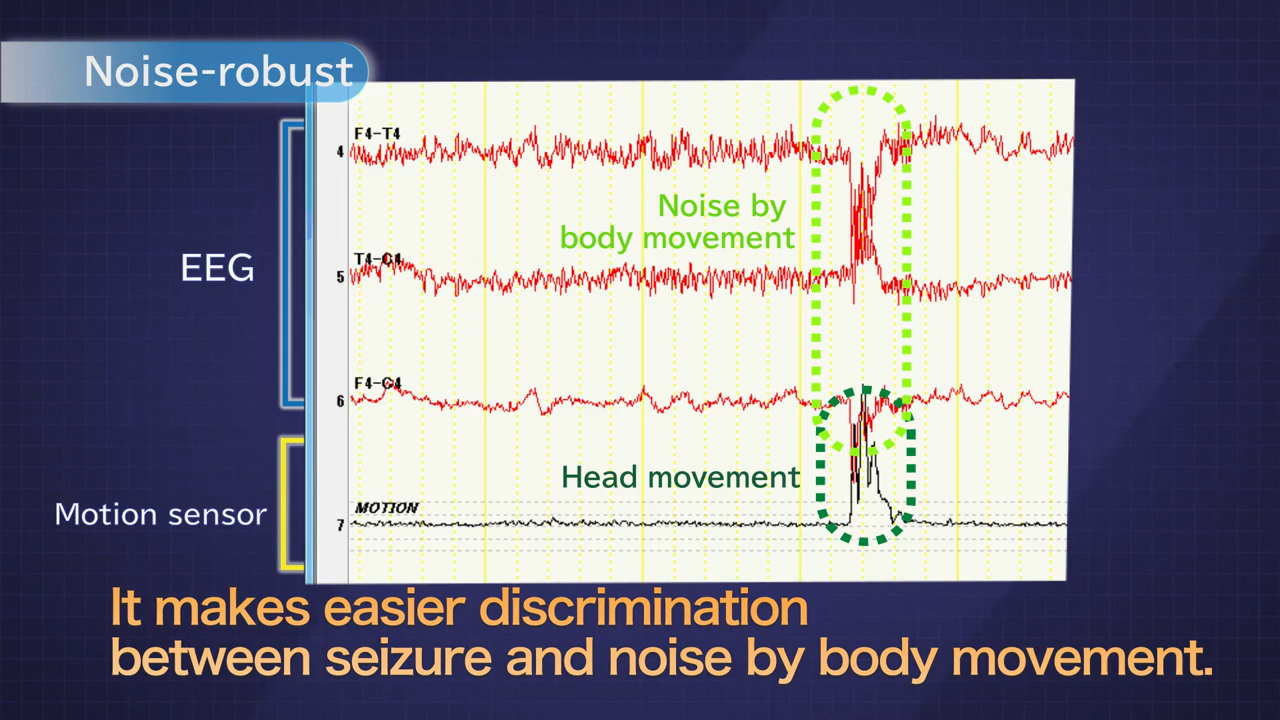 Noise-robust
F4-T4
4
Noise by
body movement
EEG
T4-C4
5
F4-C4
6
Head movement
Motion sensor
MOTION
7
It makes easier discrimination
between seizure and noise by body movement.